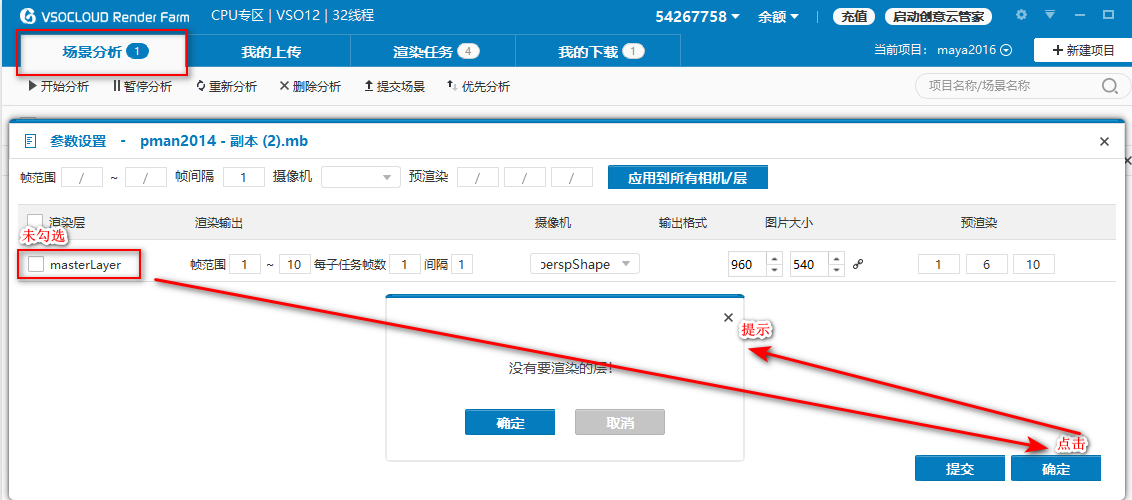 VSOCLOUD Render Farm CPU专区 | VSO12 | 32线程 54267758 余额 充值 启动创意云管家
场景分析 1 我的上传 渲染任务 4 我的下载 1 当前项目: maya2016 + 新建项目
开始分析 暂停分析 重新分析 删除分析 提交场景 优先分析 项目名称/场景名称
参数设置 - pman2014 - 副本 (2).mb
帧范围 / ~ / 帧间隔 1 摄像机 预渲染 / / / 应用到所有相机/层
渲染层 渲染输出 摄像机 输出格式 图片大小 预渲染
未勾选
masterLayer 帧范围 1 ~ 10 每子任务帧数 1 间隔 1 perspShape 960 540 1 6 10
提示
没有要渲染的层!
确定 取消
点击
提交 确定